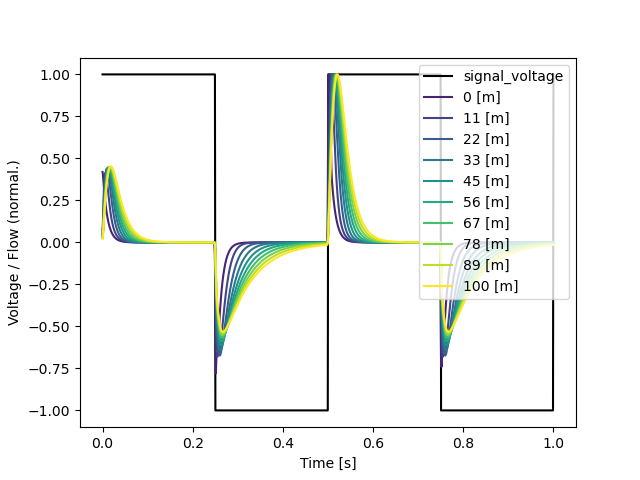 1.00
0.75
0.50
0.25
0.00
−0.25
−0.50
−0.75
−1.00
Voltage / Flow (normal.)
signal_voltage
0 [m]
11 [m]
22 [m]
33 [m]
45 [m]
56 [m]
67 [m]
78 [m]
89 [m]
100 [m]
0.0 0.2 0.4 0.6 0.8 1.0
Time [s]